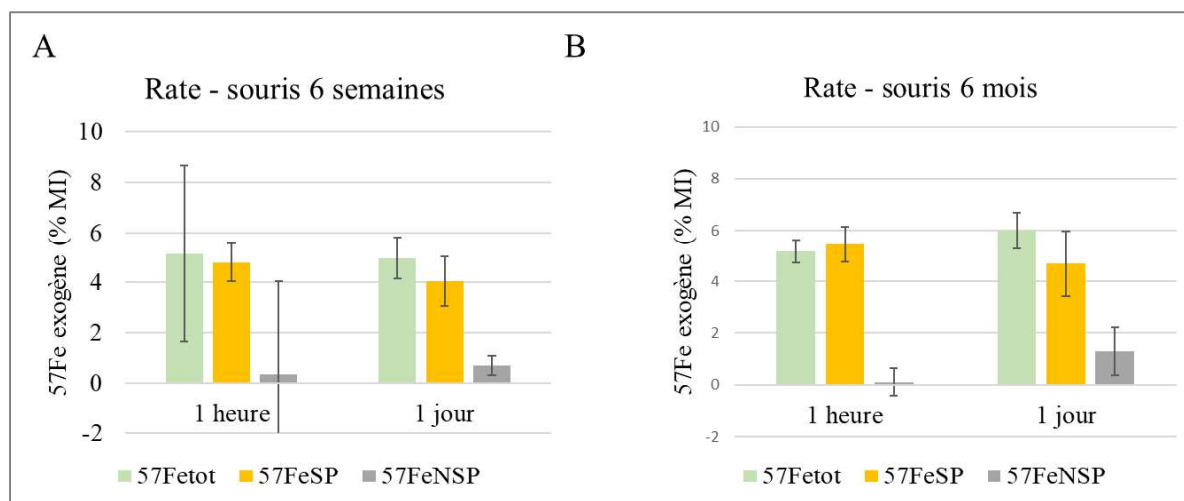 A
Rate - souris 6 semaines
57Fe exogène (% MI)
10
8
6
4
2
0
-2
1 heure
1 jour
57Fetot
57FeSP
57FeNSP
B
Rate - souris 6 mois
57Fe exogène (% MI)
10
8
6
4
2
0
-2
1 heure
1 jour
57Fetot
57FeSP
57FeNSP